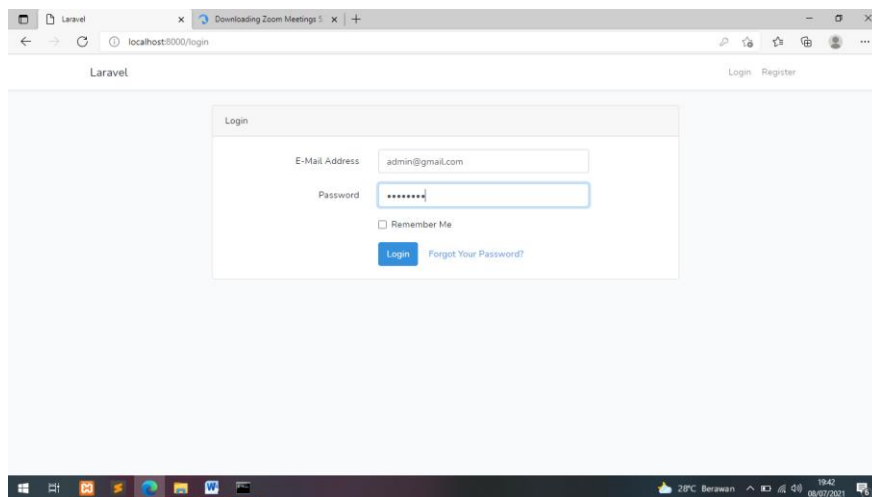 Laravel
Downloading Zoom Meetings S
localhost:8000/login
Laravel
Login Register
Login
E-Mail Address
admin@gmail.com
Password
Remember Me
Login Forgot Your Password?
28°C Berawan
19:42
08/07/2021